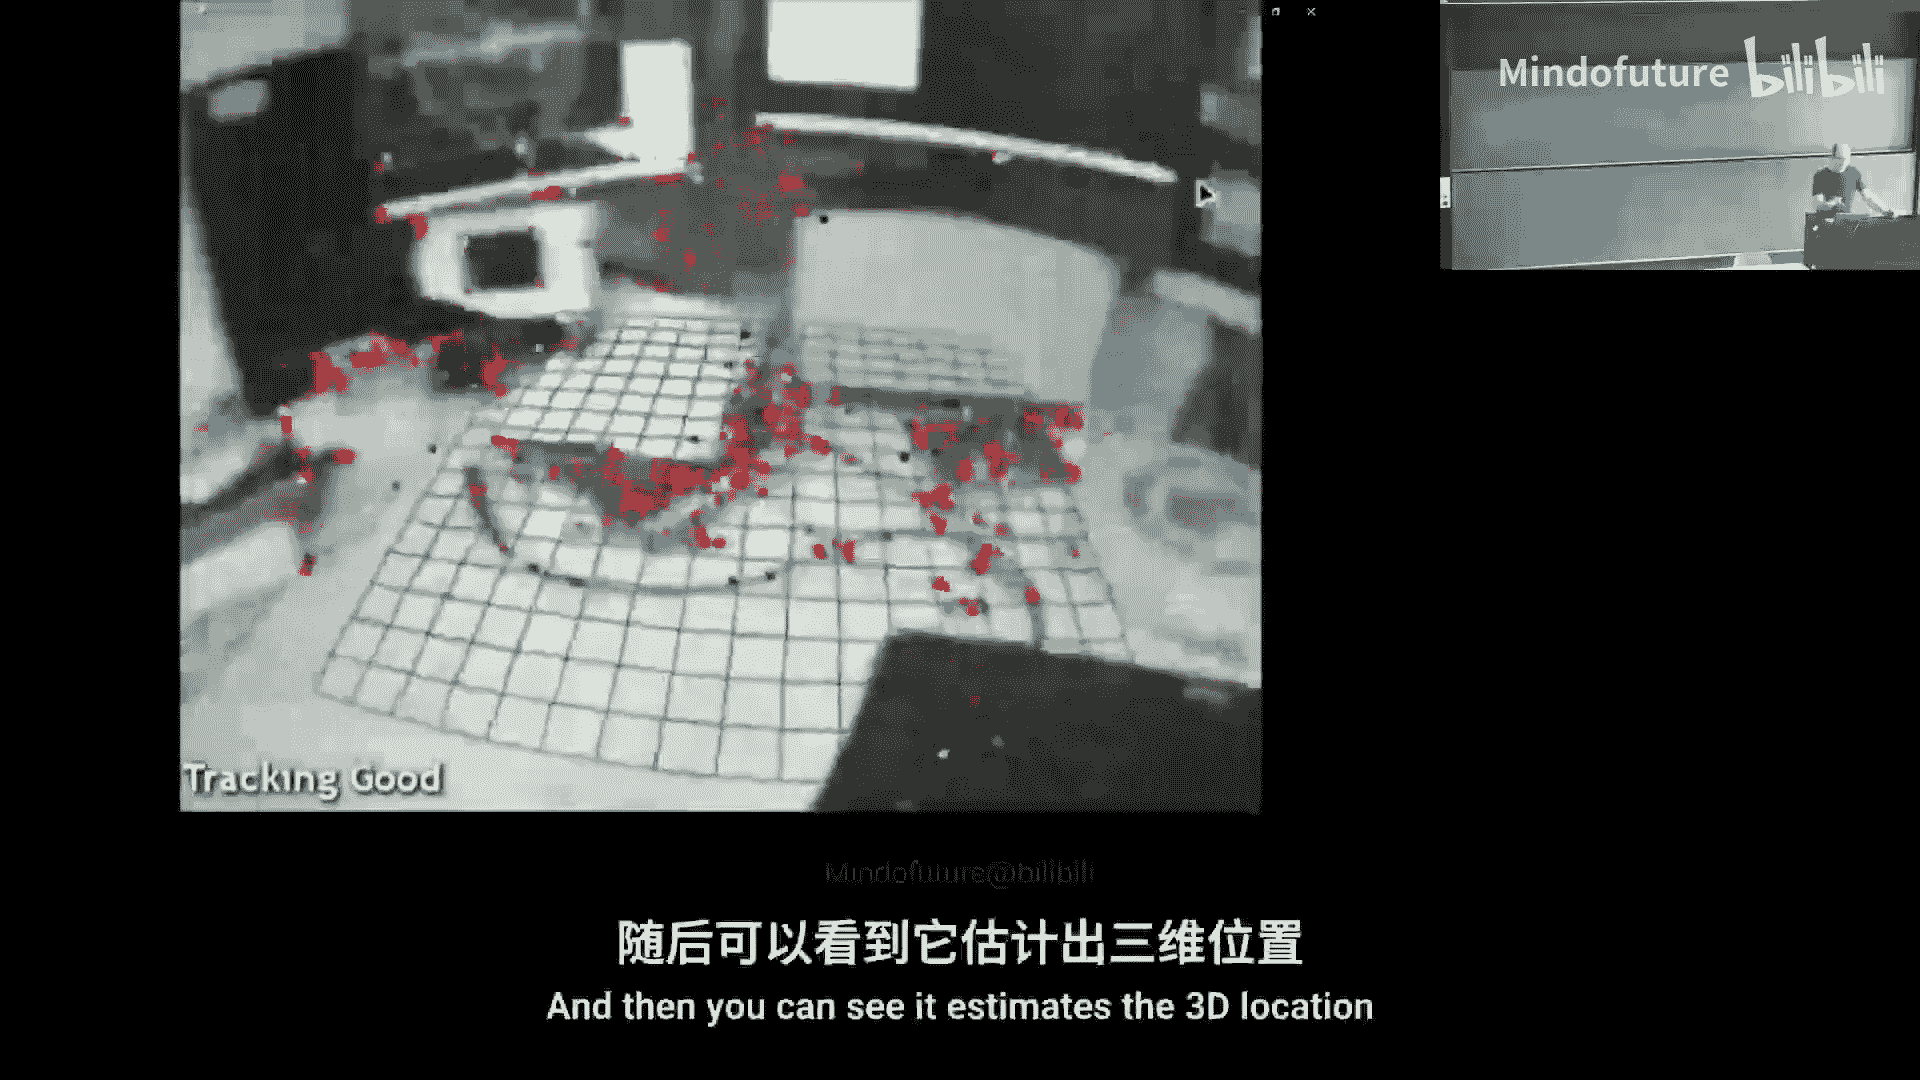 Mindofuture bilibili
Tracking Good
Mindofuture@bilibili
随后可以看到它估计出三维位置
And then you can see it estimates the 3D location